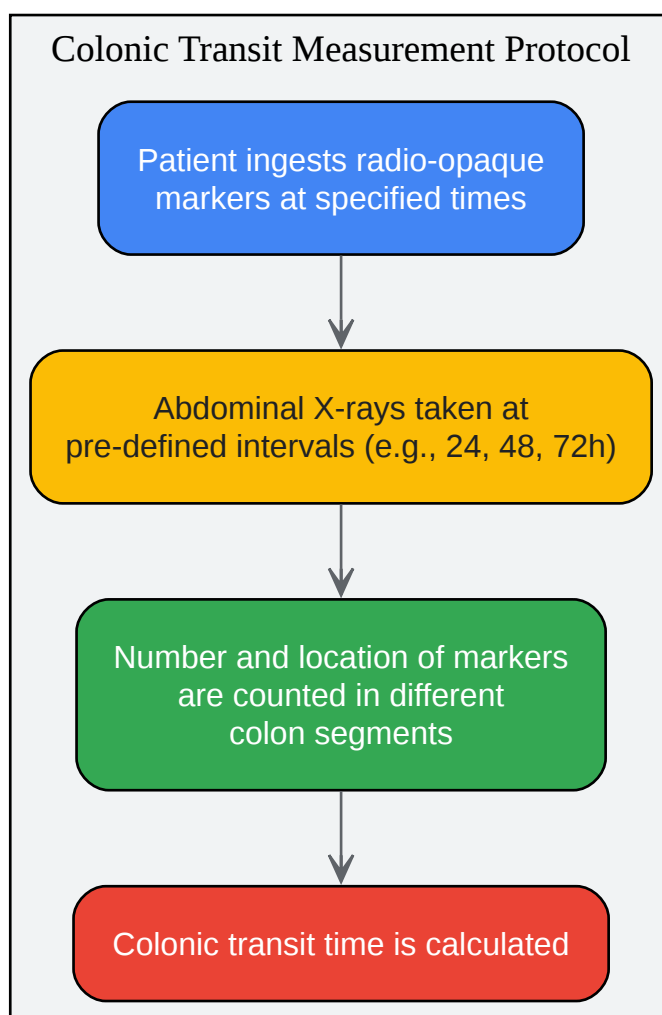 Colonic Transit Measurement Protocol
Patient ingests radio-opaque
markers at specified times
Abdominal X-rays taken at
pre-defined intervals (e.g., 24, 48, 72h)
Number and location of markers
are counted in different
colon segments
Colonic transit time is calculated